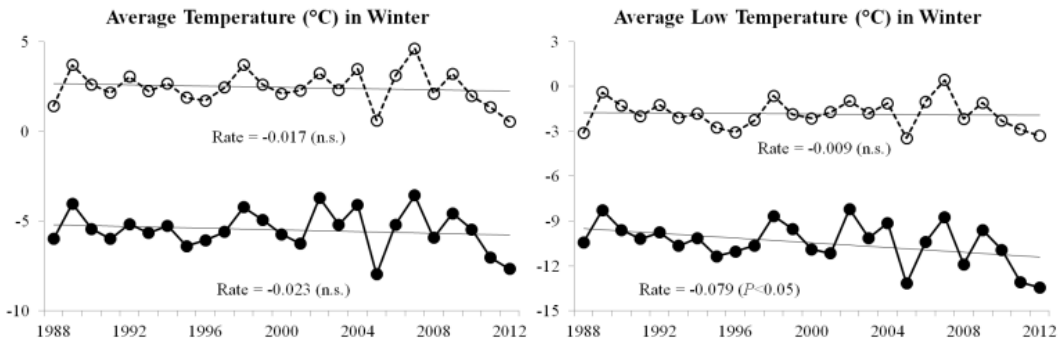 Average Temperature (°C) in Winter
5
0
-5
-10
Rate = -0.017 (n.s.)
Rate = -0.023 (n.s.)
1988 1992 1996 2000 2004 2008 2012
Average Low Temperature (°C) in Winter
3
0
-3
-6
-9
-12
-15
Rate = -0.009 (n.s.)
Rate = -0.079 (P<0.05)
1988 1992 1996 2000 2004 2008 2012